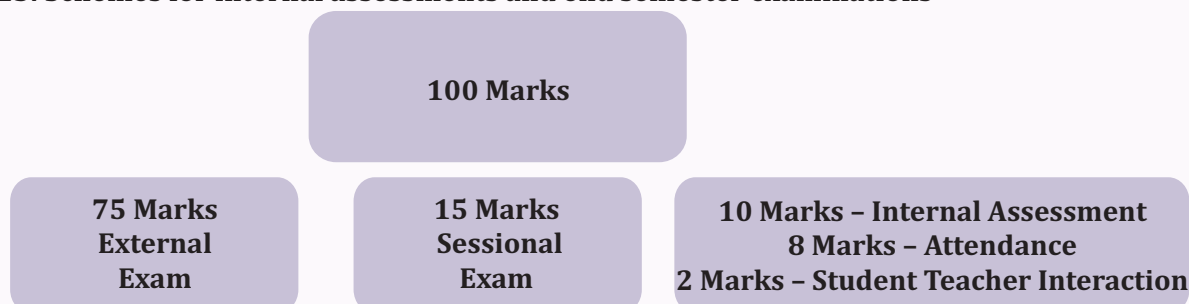 Schemes for internal assessments and end semester examinations
100 Marks
75 Marks
External
Exam
15 Marks
Sessional
Exam
10 Marks – Internal Assessment
8 Marks – Attendance
2 Marks – Student Teacher Interaction